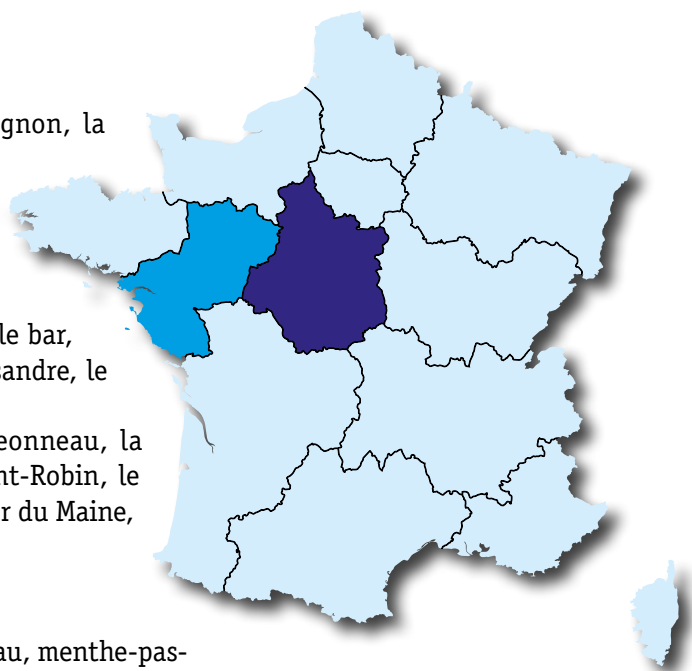 gnon, la
le bar,
sandre, le
eonneau, la
nt-Robin, le
r du Maine,
au, menthe-pas-